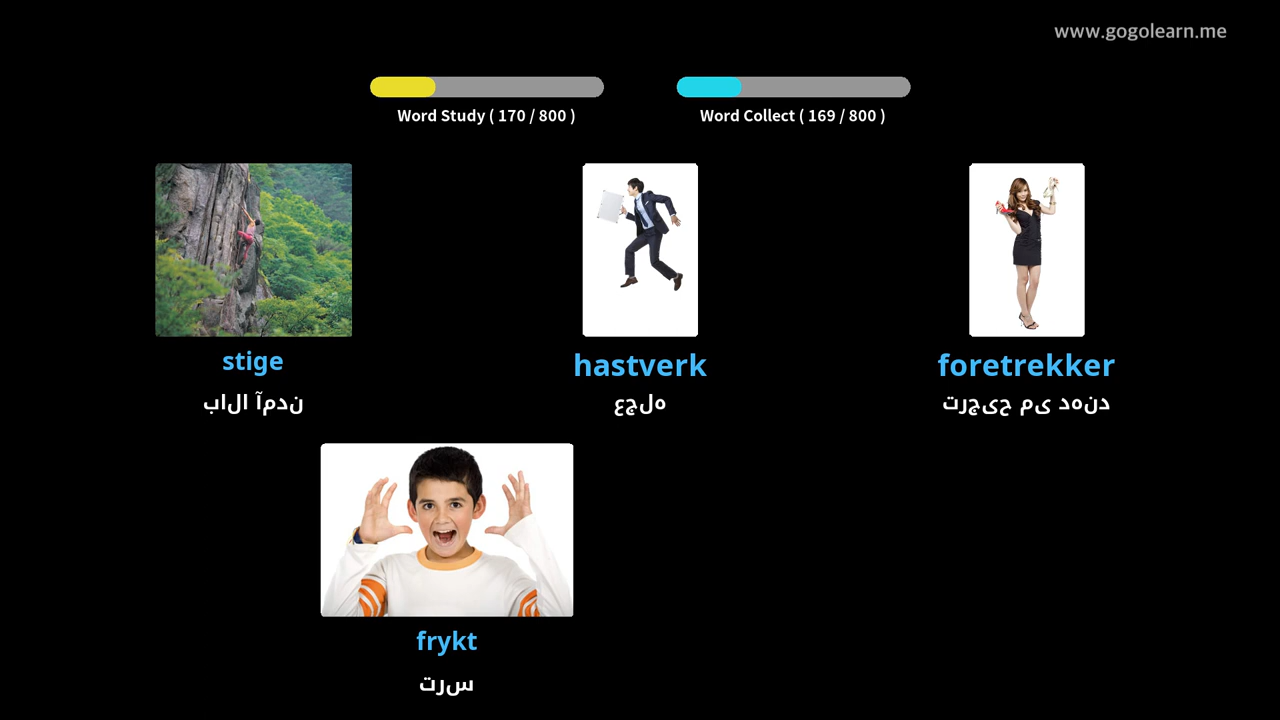 www.gogolearn.me
Word Study ( 170 / 800 )
Word Collect ( 169 / 800 )
stige
ندمآ الاب
hastverk
هلجع
foretrekker
دنهد یم حیجرت
frykt
سرت